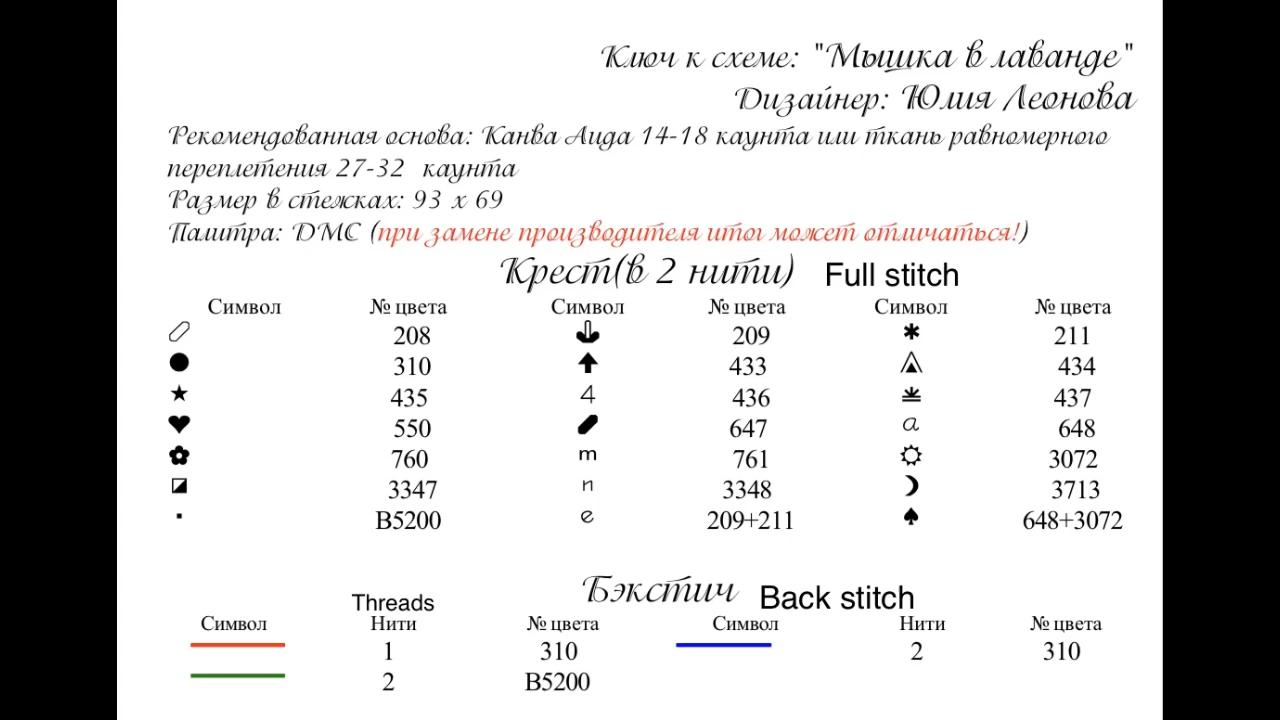 Ключ к схеме: "Мышка в лаванде"
Дизайнер: Юлия Леонова
Рекомендованная основа: Канва Аида 14-18 каунта или ткань равномерного
переплетения 27-32 каунта
Размер в стежках: 93 х 69
Палитра: DMC (при замене производителя итог может отличаться!)
Крест(в 2 нити) Full stitch
Символ № цвета Символ № цвета Символ № цвета
208 209 211
310 433 434
435 4 436 437
550 647 a 648
760 m 761 3072
3347 n 3348 3713
B5200 e 209+211 648+3072
Бэкстич Back stitch
Threads
Символ Нити № цвета Символ Нити № цвета
1 310 2 310
2 B5200